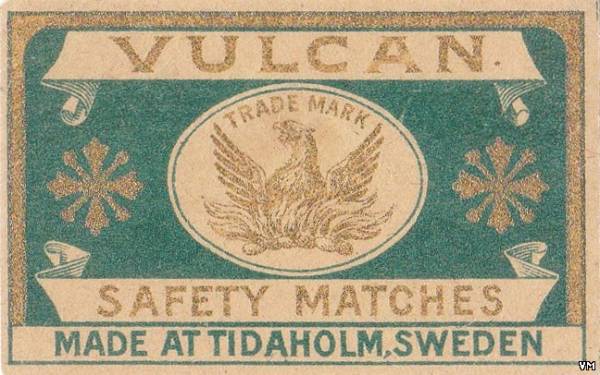 VULCAN.
TRADE MARK
SAFETY MATCHES
MADE AT TIDAHOLM, SWEDEN
VM